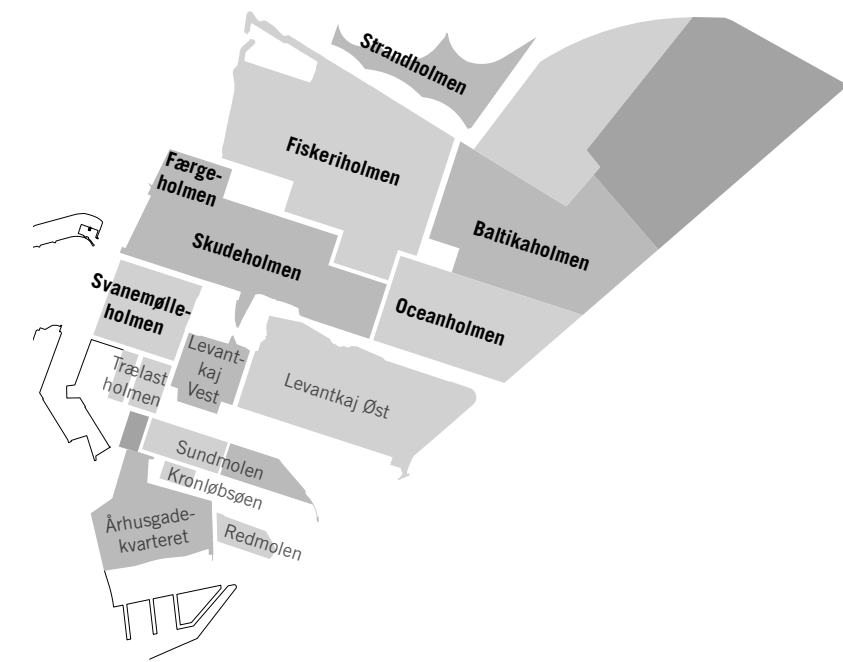 Strandholmen
Fiskeriholmen
Færge-
holmen
Baltikaholmen
Skudeholmen
Svanemølle-
holmen
Oceanholmen
Levant-
kaj
Vest
Trælast
holmen
Levantkaj Øst
Sundmolen
Kronløbsøen
Århusgade-
kvarteret
Redmolen